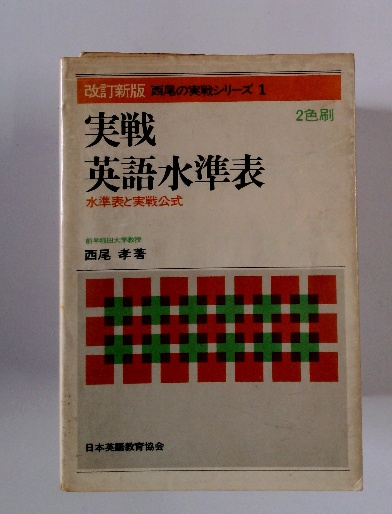 改訂新版 西尾の実戦シリーズ 1
2色刷
実戦
英語水準表
水準表と実戦公式
前早稲田大学教授
西尾 孝著
日本英語教育協会